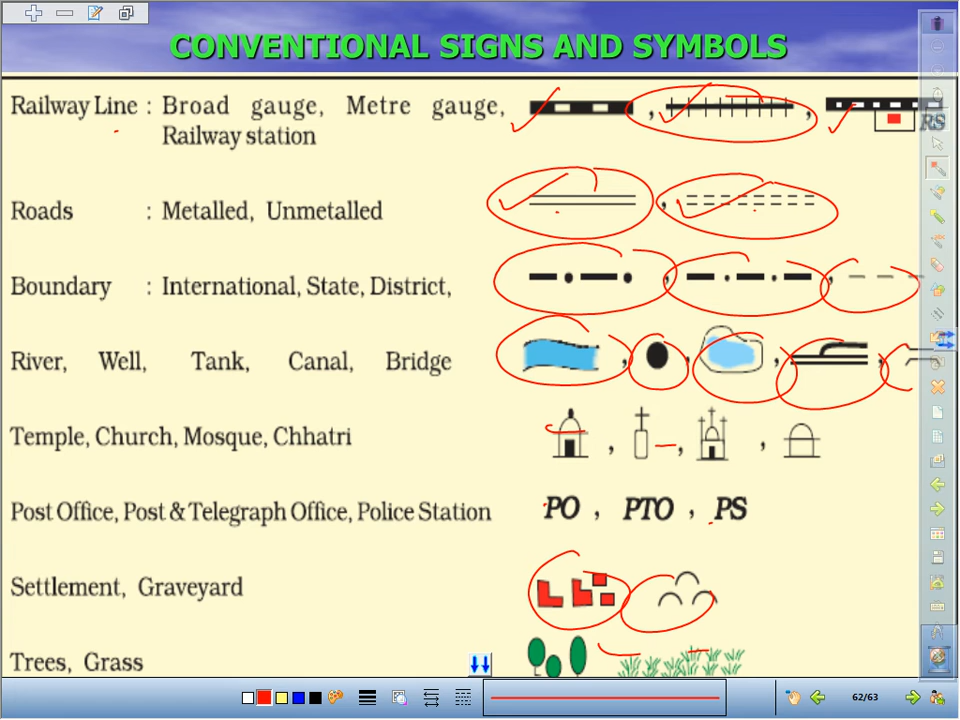 CONVENTIONAL SIGNS AND SYMBOLS
Railway Line : Broad gauge, Metre gauge, , ,
Railway station RS
Roads : Metalled, Unmetalled ,
Boundary : International, State, District, , ,
River, Well, Tank, Canal, Bridge , , , ,
Temple, Church, Mosque, Chhatri , , ,
Post Office, Post & Telegraph Office, Police Station PO , PTO , PS
Settlement, Graveyard ,
Trees, Grass
62/63